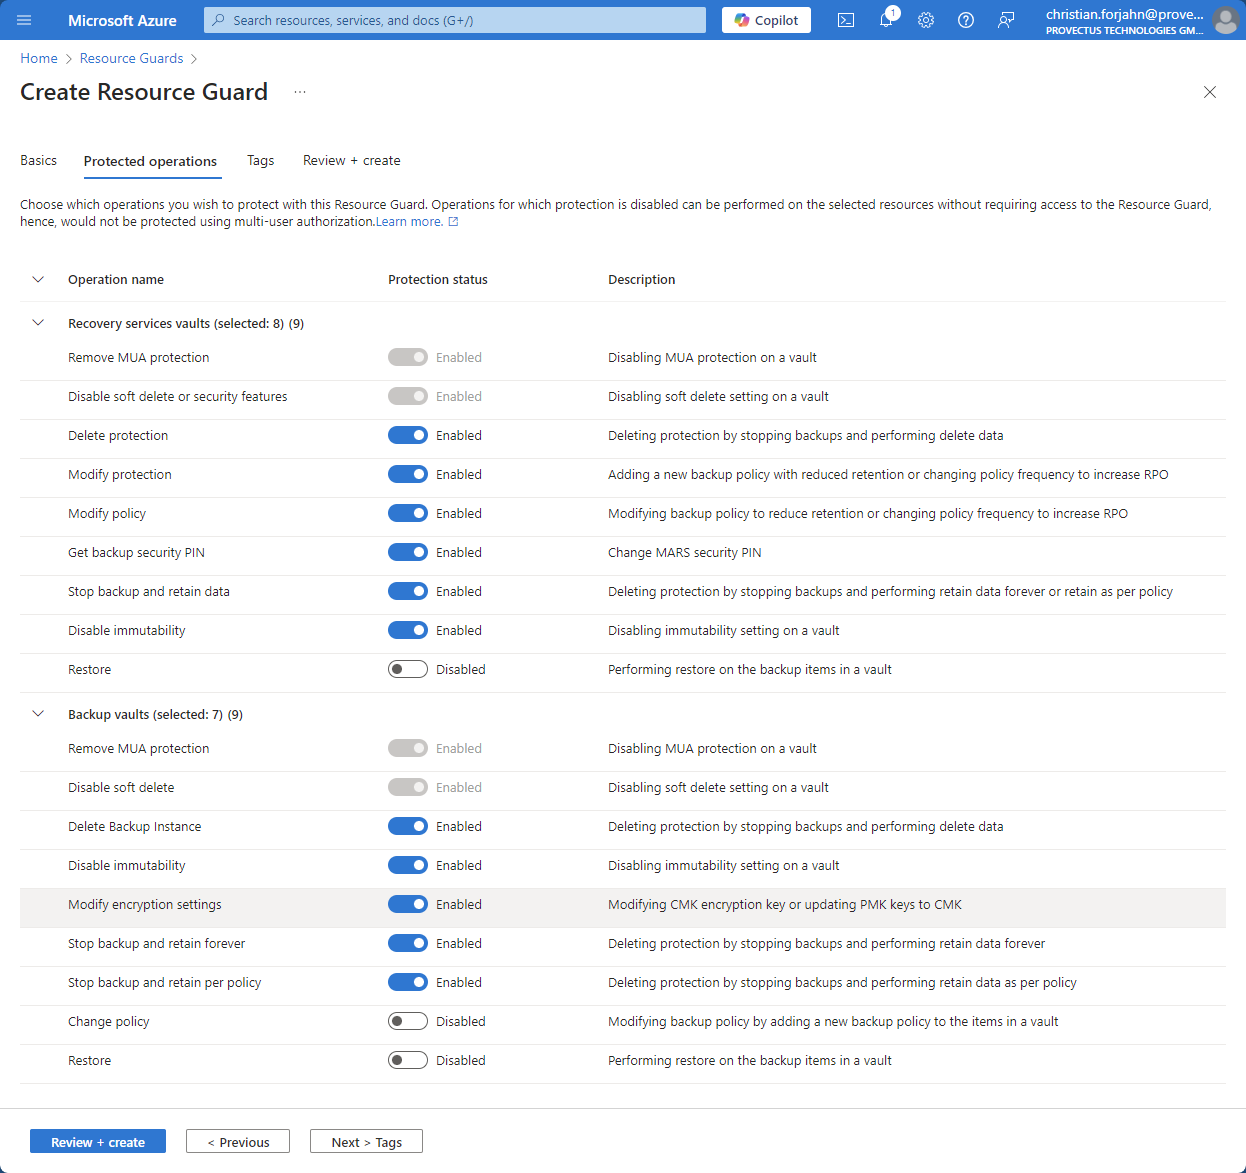 Microsoft Azure
Search resources, services, and docs (G+/)
Copilot
1
christian.forjahn@prove...
PROVECTUS TECHNOLOGIES GM...
Home > Resource Guards >
Create Resource Guard ...
Basics Protected operations Tags Review + create
Choose which operations you wish to protect with this Resource Guard. Operations for which protection is disabled can be performed on the selected resources without requiring access to the Resource Guard,
hence, would not be protected using multi-user authorization.Learn more.
Operation name Protection status Description
Recovery services vaults (selected: 8) (9)
Remove MUA protection Enabled Disabling MUA protection on a vault
Disable soft delete or security features Enabled Disabling soft delete setting on a vault
Delete protection Enabled Deleting protection by stopping backups and performing delete data
Modify protection Enabled Adding a new backup policy with reduced retention or changing policy frequency to increase RPO
Modify policy Enabled Modifying backup policy to reduce retention or changing policy frequency to increase RPO
Get backup security PIN Enabled Change MARS security PIN
Stop backup and retain data Enabled Deleting protection by stopping backups and performing retain data forever or retain as per policy
Disable immutability Enabled Disabling immutability setting on a vault
Restore Disabled Performing restore on the backup items in a vault
Backup vaults (selected: 7) (9)
Remove MUA protection Enabled Disabling MUA protection on a vault
Disable soft delete Enabled Disabling soft delete setting on a vault
Delete Backup Instance Enabled Deleting protection by stopping backups and performing delete data
Disable immutability Enabled Disabling immutability setting on a vault
Modify encryption settings Enabled Modifying CMK encryption key or updating PMK keys to CMK
Stop backup and retain forever Enabled Deleting protection by stopping backups and performing retain data forever
Stop backup and retain per policy Enabled Deleting protection by stopping backups and performing retain data as per policy
Change policy Disabled Modifying backup policy by adding a new backup policy to the items in a vault
Restore Disabled Performing restore on the backup items in a vault
Review + create < Previous Next > Tags